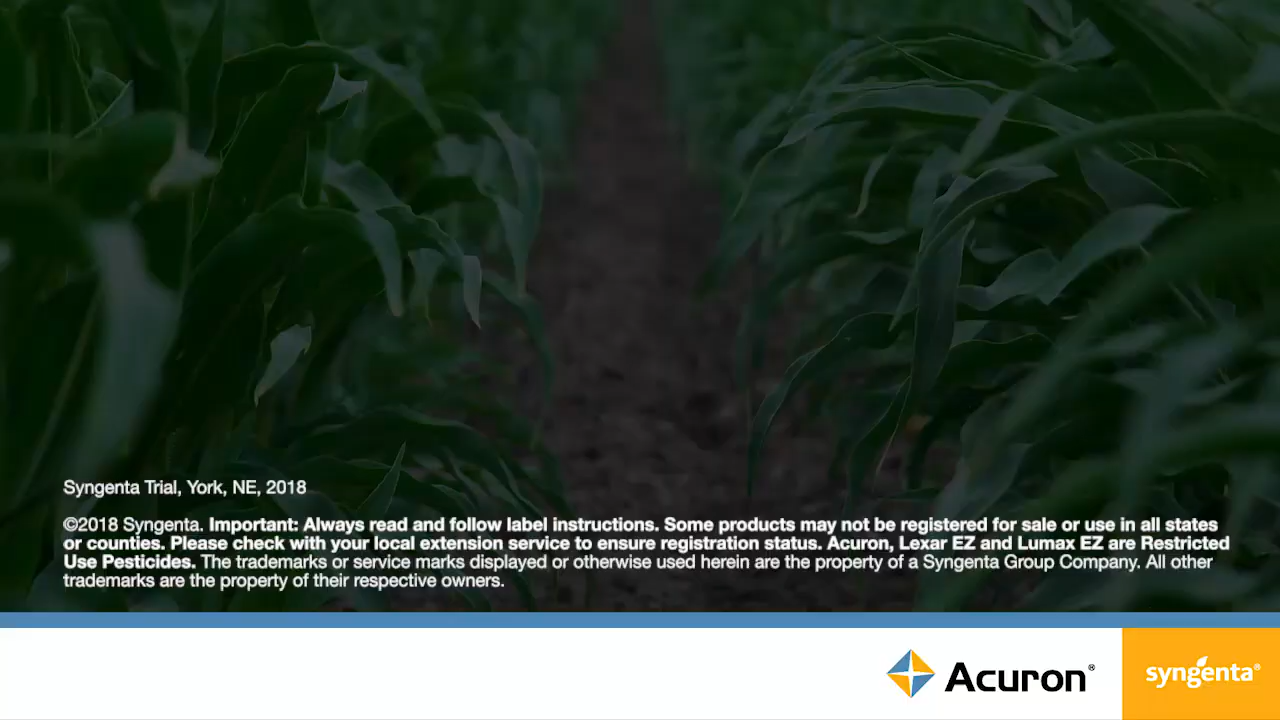 Syngenta Trial, York, NE, 2018
©2018 Syngenta. Important: Always read and follow label instructions. Some products may not be registered for sale or use in all states
or counties. Please check with your local extension service to ensure registration status. Acuron, Lexar EZ and Lumax EZ are Restricted
Use Pesticides. The trademarks or service marks displayed or otherwise used herein are the property of a Syngenta Group Company. All other
trademarks are the property of their respective owners.
Acuron®
syngenta®